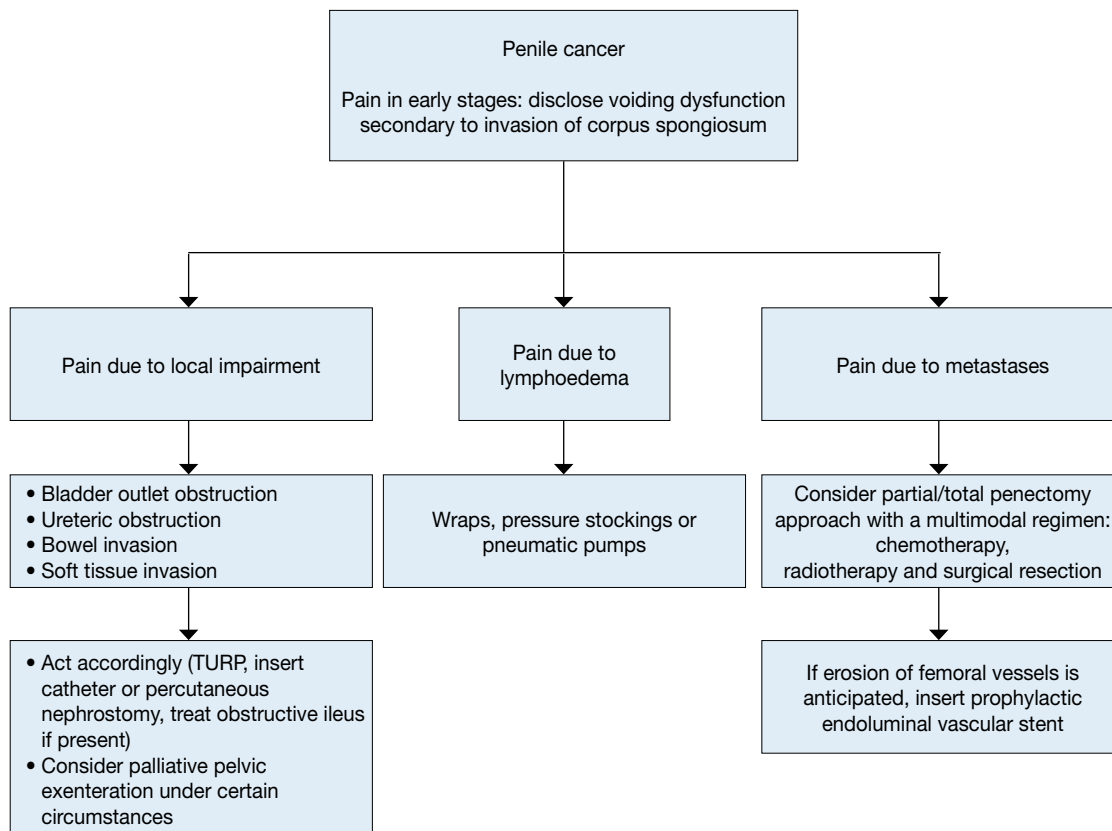 Penile cancer
Pain in early stages: disclose voiding dysfunction
secondary to invasion of corpus spongiosum
Pain due to local impairment
Pain due to
lymphoedema
Pain due to metastases
• Bladder outlet obstruction
• Ureteric obstruction
• Bowel invasion
• Soft tissue invasion
Wraps, pressure stockings or
pneumatic pumps
Consider partial/total penectomy
approach with a multimodal regimen:
chemotherapy,
radiotherapy and surgical resection
• Act accordingly (TURP, insert
catheter or percutaneous
nephrostomy, treat obstructive ileus
if present)
• Consider palliative pelvic
exenteration under certain
circumstances
If erosion of femoral vessels is
anticipated, insert prophylactic
endoluminal vascular stent